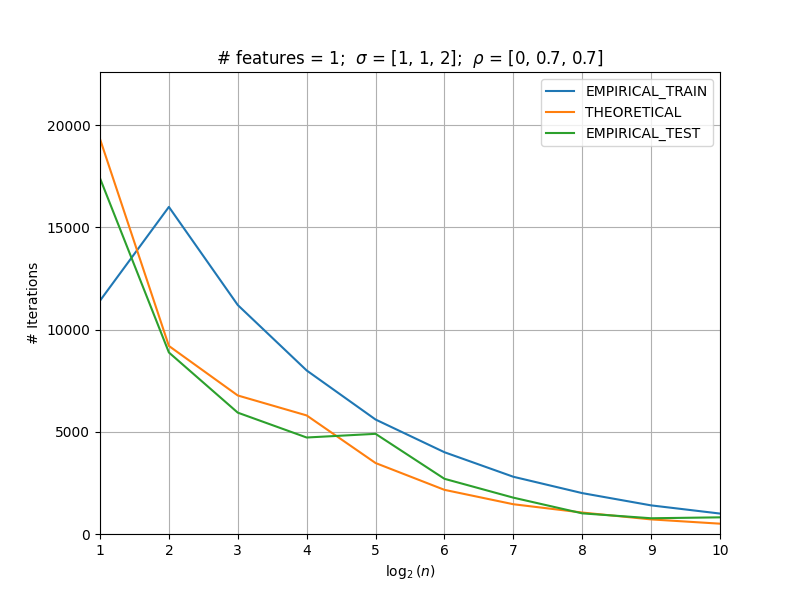 # features = 1; σ = [1, 1, 2]; ρ = [0, 0.7, 0.7]
EMPIRICAL_TRAIN
THEORETICAL
EMPIRICAL_TEST
# Iterations
20000
15000
10000
5000
0
1 2 3 4 5 6 7 8 9 10
log₂(n)